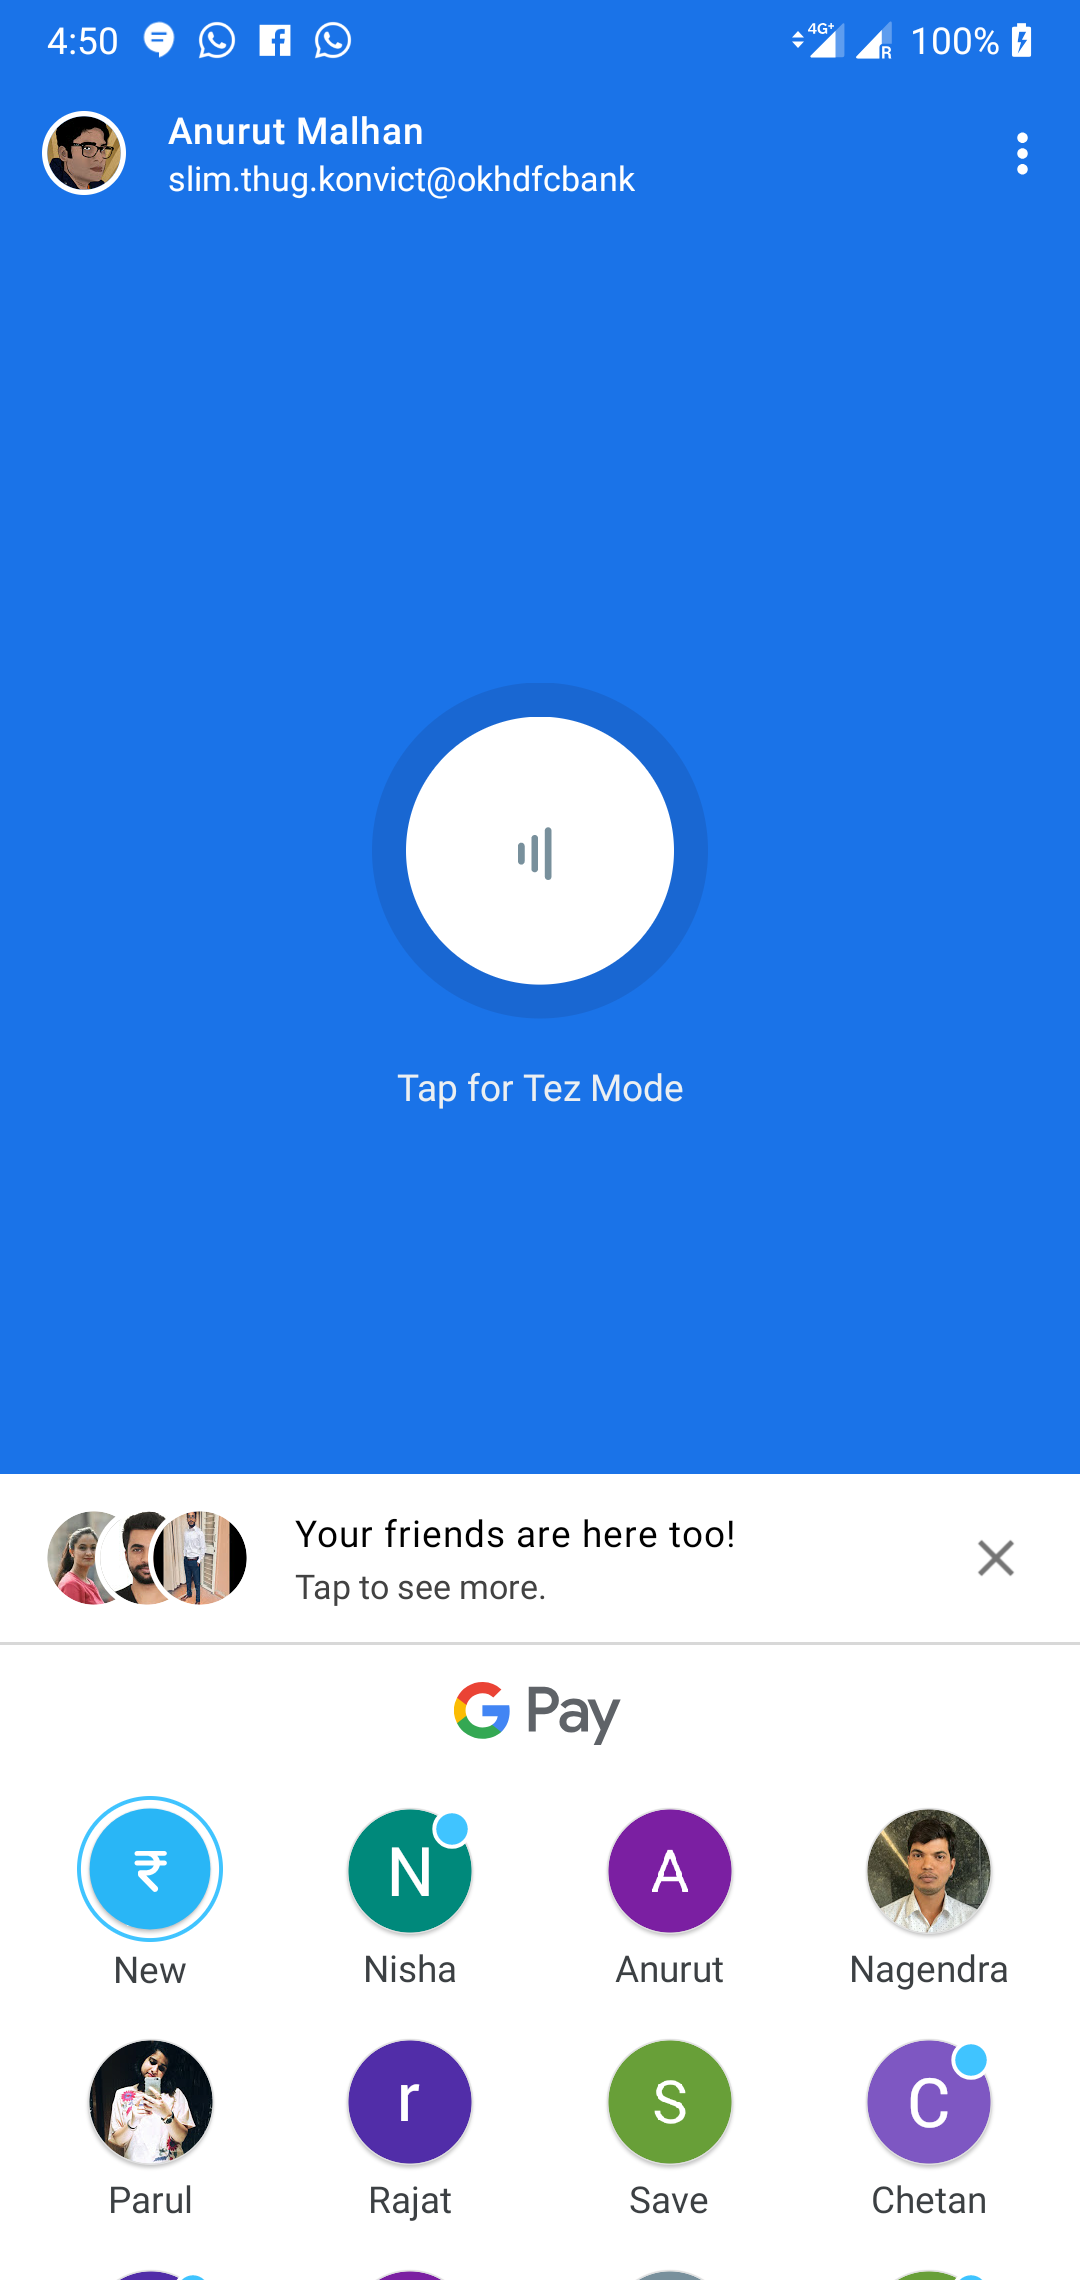 4:50 4G+ R 100%
Anurut Malhan
slim.thug.konvict@okhdfcbank
Tap for Tez Mode
Your friends are here too!
Tap to see more.
G Pay
₹ N A
New Nisha Anurut Nagendra
r S C
Parul Rajat Save Chetan